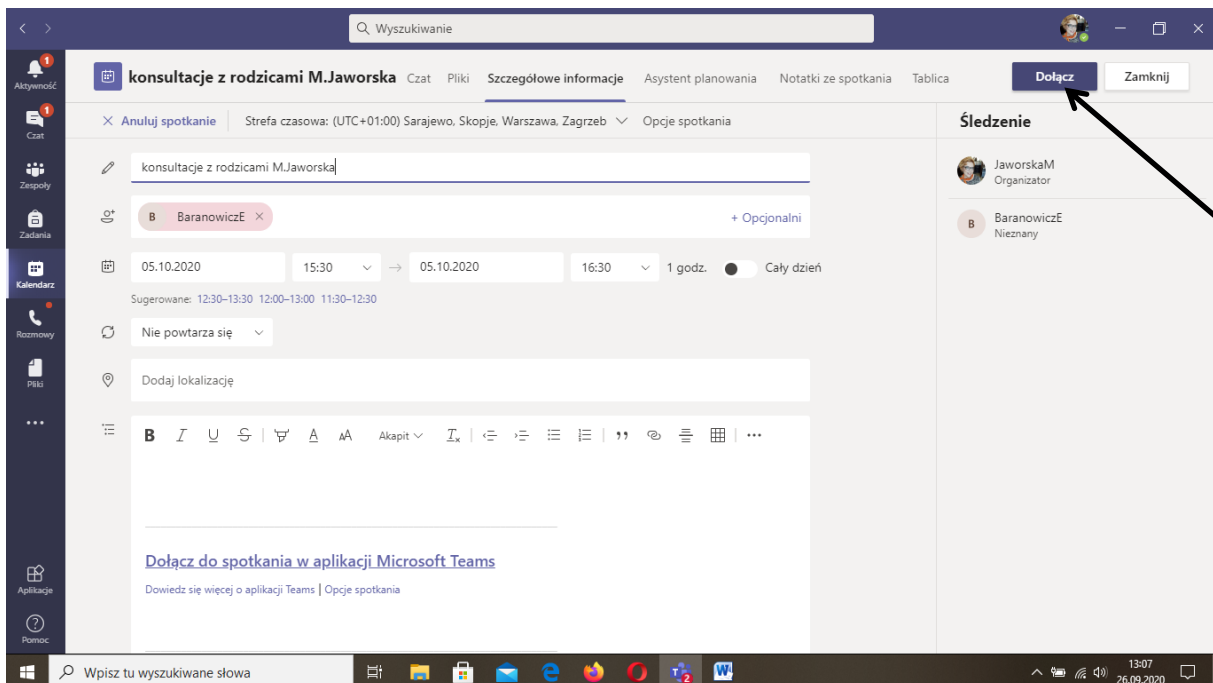 Wyszukiwanie
1
Aktywność
1
Czat
Zespoły
Zadania
Kalendarz
Rozmowy
Pliki
Aplikacje
Pomoc
konsultacje z rodzicami M.Jaworska Czat Pliki Szczegółowe informacje Asystent planowania Notatki ze spotkania Tablica Dołącz Zamknij
Anuluj spotkanie Strefa czasowa: (UTC+01:00) Sarajewo, Skopje, Warszawa, Zagrzeb Opcje spotkania
konsultacje z rodzicami M.Jaworska
B BaranowiczE + Opcjonalni
05.10.2020 15:30 → 05.10.2020 16:30 1 godz. Cały dzień
Sugerowane: 12:30–13:30 12:00–13:00 11:30–12:30
Nie powtarza się
Dodaj lokalizację
B I U S A AA Akapit Tx
Dołącz do spotkania w aplikacji Microsoft Teams
Dowiedz się więcej o aplikacji Teams | Opcje spotkania
Śledzenie
JaworskaM
Organizator
B BaranowiczE
Nieznany
Wpisz tu wyszukiwane słowa
2
W
13:07
26.09.2020